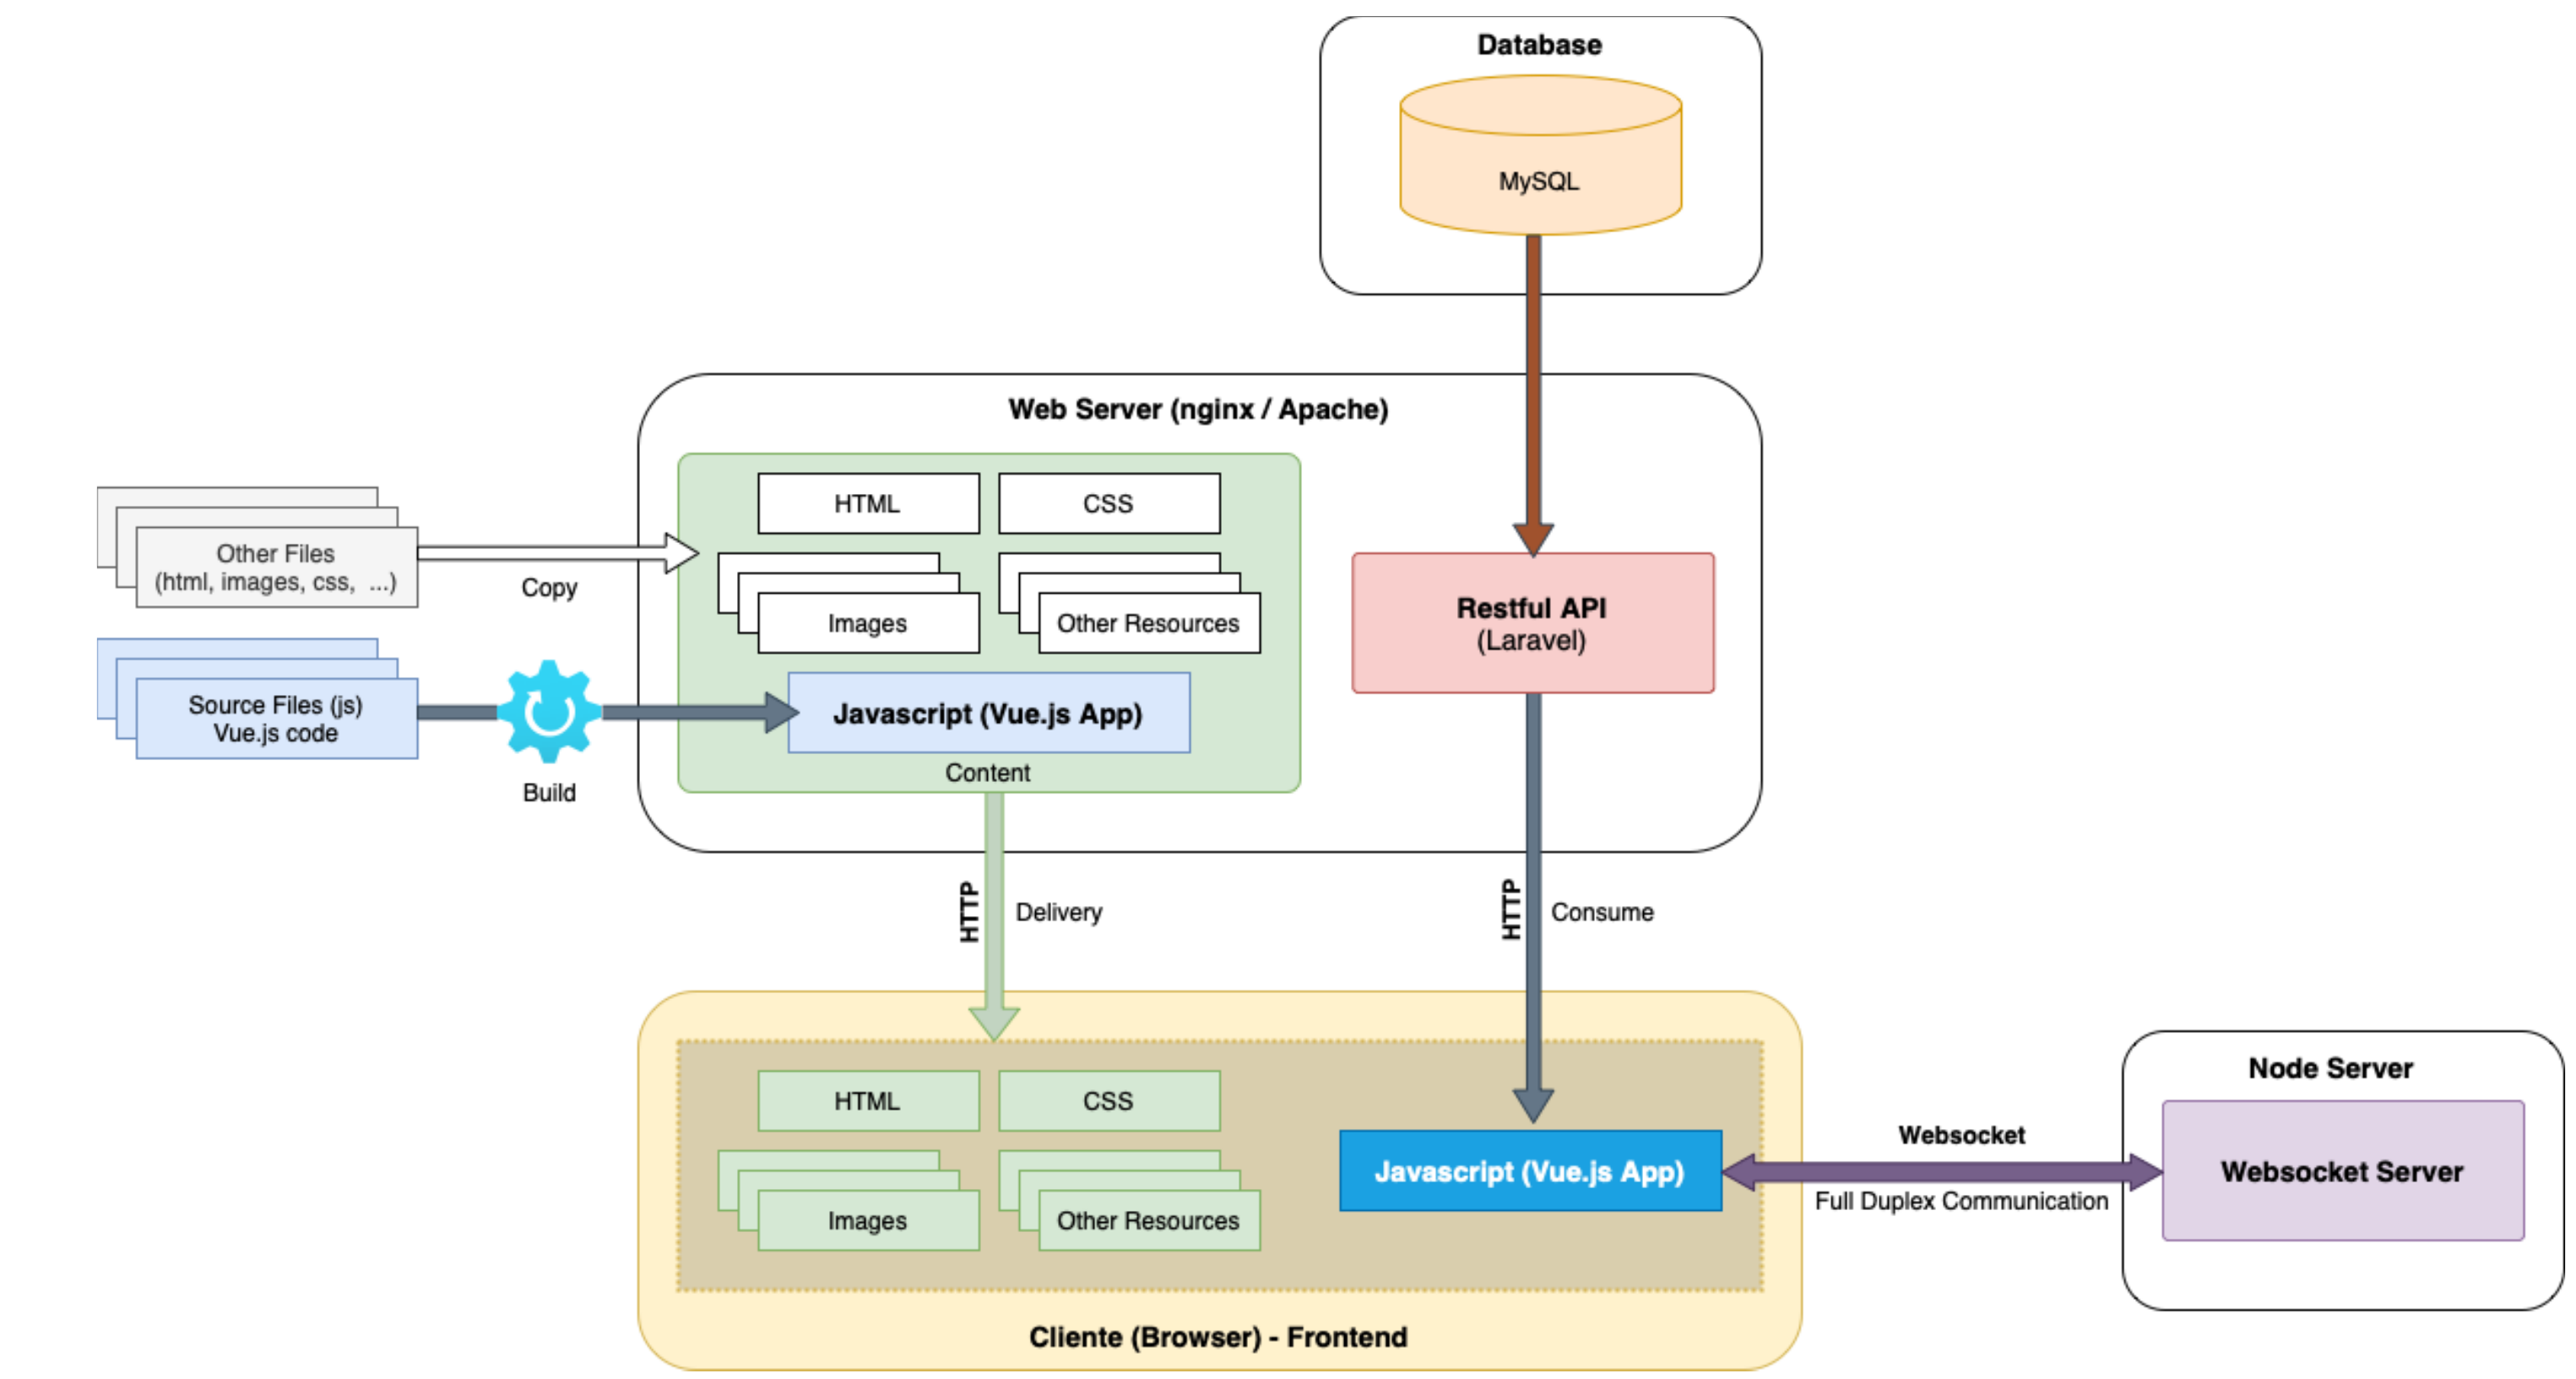 Database
MySQL
Web Server (nginx / Apache)
HTML
CSS
Other Files
(html, images, css, ...)
Copy
Images
Other Resources
Restful API
(Laravel)
Source Files (js)
Vue.js code
Javascript (Vue.js App)
Content
Build
HTTP
Delivery
HTTP
Consume
HTML
CSS
Images
Other Resources
Javascript (Vue.js App)
Websocket
Full Duplex Communication
Node Server
Websocket Server
Cliente (Browser) - Frontend